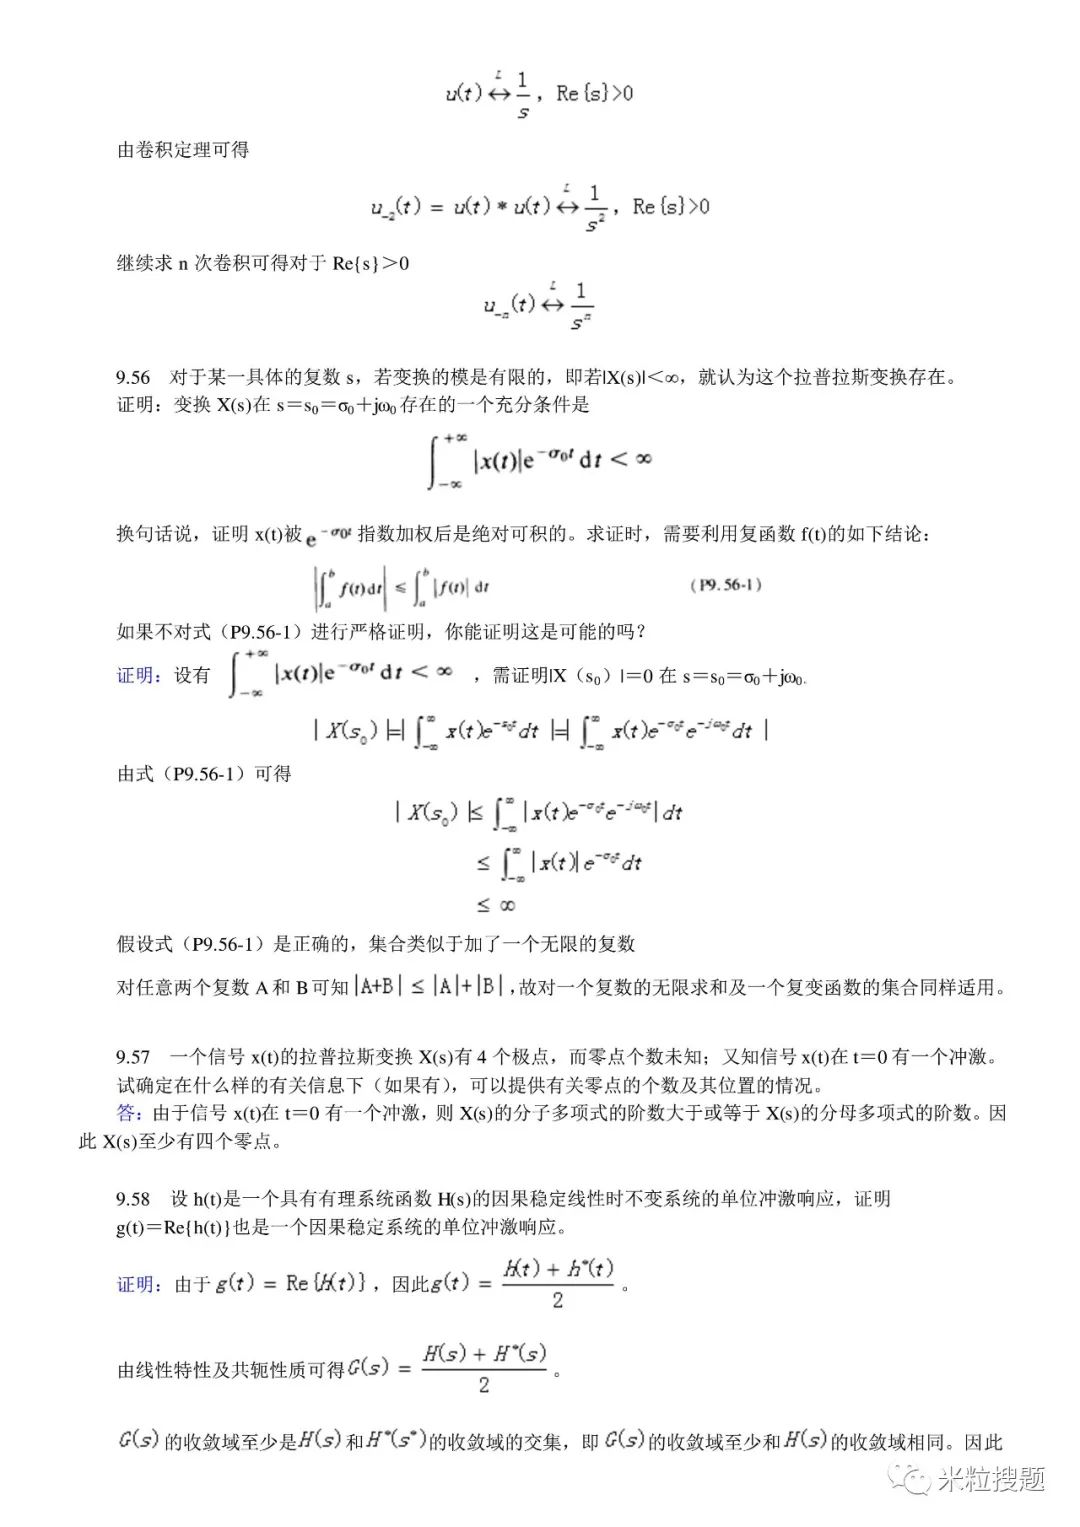 u(t) ↔ᴸ 1/s, Re{s}>0
由卷积定理可得
u₋₂(t) = u(t) * u(t) ↔ᴸ 1/s², Re{s}>0
继续求 n 次卷积可得对于 Re{s}＞0
u₋ₙ(t) ↔ᴸ 1/sⁿ
9.56 对于某一具体的复数 s，若变换的模是有限的，即若|X(s)|＜∞，就认为这个拉普拉斯变换存在。
证明：变换 X(s)在 s＝s₀＝σ₀＋jω₀ 存在的一个充分条件是
∫₋∞^{+∞} |x(t)|e^{-σ₀t} dt < ∞
换句话说，证明 x(t)被 e^{-σ₀t} 指数加权后是绝对可积的。求证时，需要利用复函数 f(t)的如下结论：
|∫ₐᵇ f(t)dt| ≤ ∫ₐᵇ |f(t)| dt （P9.56-1）
如果不对式（P9.56-1）进行严格证明，你能证明这是可能的吗？
证明：设有 ∫₋∞^{+∞} |x(t)|e^{-σ₀t} dt < ∞ ，需证明|X（s₀）|＝0 在 s＝s₀＝σ₀＋jω₀.
| X(s₀) |=| ∫₋∞^∞ x(t)e^{-s₀t}dt |=| ∫₋∞^∞ x(t)e^{-σ₀t}e^{-jω₀t}dt |
由式（P9.56-1）可得
| X(s₀) |≤ ∫₋∞^∞ |x(t)e^{-σ₀t}e^{-jω₀t}|dt
≤ ∫₋∞^∞ |x(t)|e^{-σ₀t}dt
≤ ∞
假设式（P9.56-1）是正确的，集合类似于加了一个无限的复数
对任意两个复数 A 和 B 可知|A+B| ≤ |A|+|B|，故对一个复数的无限求和及一个复变函数的集合同样适用。
9.57 一个信号 x(t)的拉普拉斯变换 X(s)有 4 个极点，而零点个数未知；又知信号 x(t)在 t＝0 有一个冲激。
试确定在什么样的有关信息下（如果有），可以提供有关零点的个数及其位置的情况。
答：由于信号 x(t)在 t＝0 有一个冲激，则 X(s)的分子多项式的阶数大于或等于 X(s)的分母多项式的阶数。因
此 X(s)至少有四个零点。
9.58 设 h(t)是一个具有有理系统函数 H(s)的因果稳定线性时不变系统的单位冲激响应，证明
g(t)＝Re{h(t)}也是一个因果稳定系统的单位冲激响应。
证明：由于 g(t) = Re{h(t)}，因此g(t) = (h(t) + h*(t))/2 。
由线性特性及共轭性质可得G(s) = (H(s) + H*(s))/2 。
G(s) 的收敛域至少是H(s)和H*(s*)的收敛域的交集，即 G(s)的收敛域至少和 H(s)的收敛域相同。因此
米粒搜题